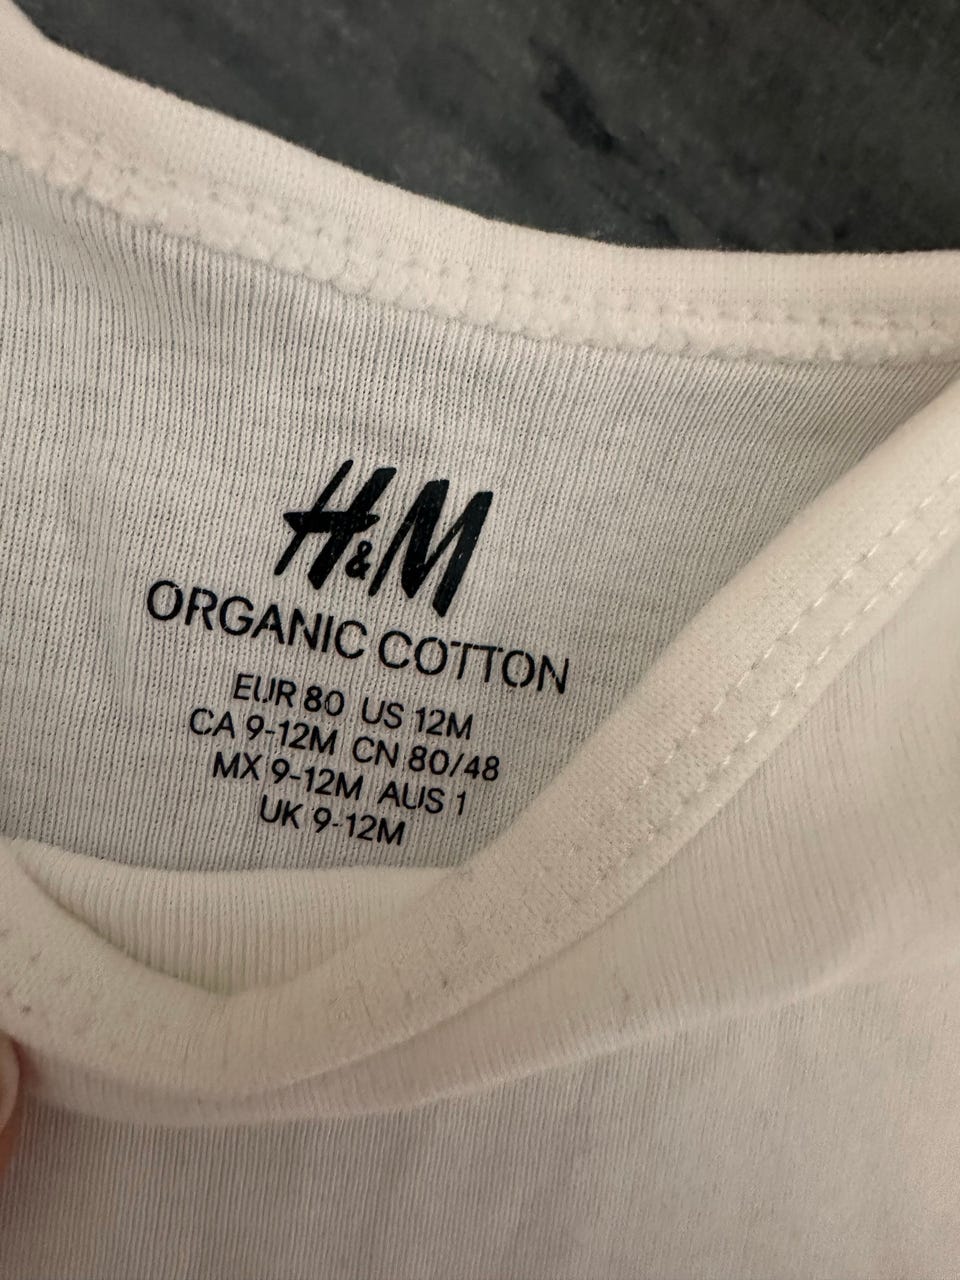 H&M
ORGANIC COTTON
EUR 80 US 12M
CA 9-12M CN 80/48
MX 9-12M AUS 1
UK 9-12M